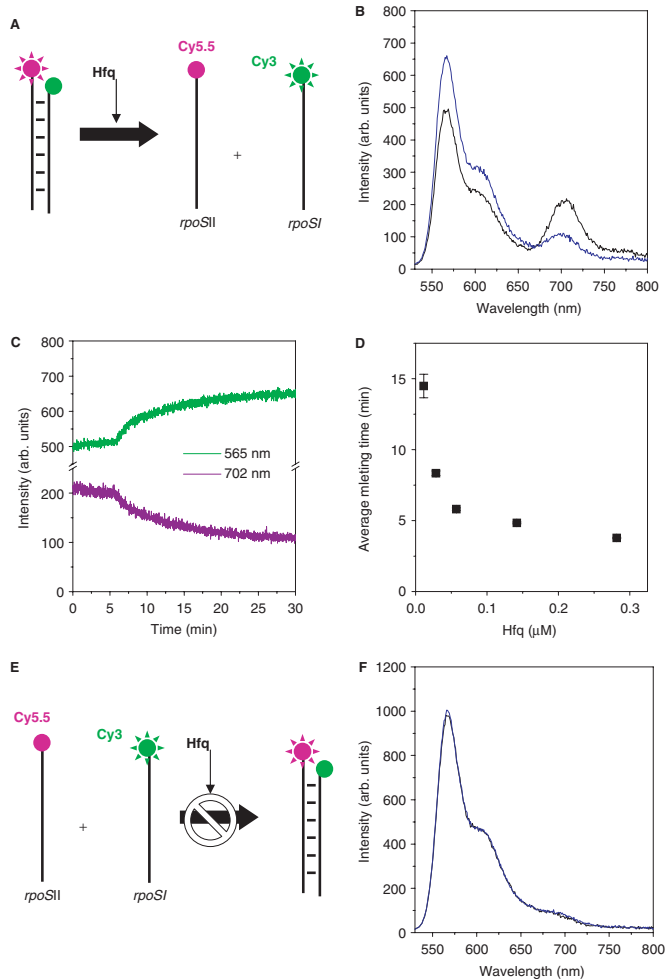 A
Cy5.5
Hfq
Cy3
+
rpoSII
rpoSI
B
800
700
600
500
400
300
200
100
0
Intensity (arb. units)
550 600 650 700 750 800
Wavelength (nm)
C
800
700
600
500
200
100
0
Intensity (arb. units)
565 nm
702 nm
0 5 10 15 20 25 30
Time (min)
D
15
10
5
0
Average mleting time (min)
0.0 0.1 0.2 0.3
Hfq (μM)
E
Cy5.5
Cy3
Hfq
+
rpoSII
rpoSI
F
1200
1000
800
600
400
200
0
Intensity (arb. units)
550 600 650 700 750 800
Wavelength (nm)